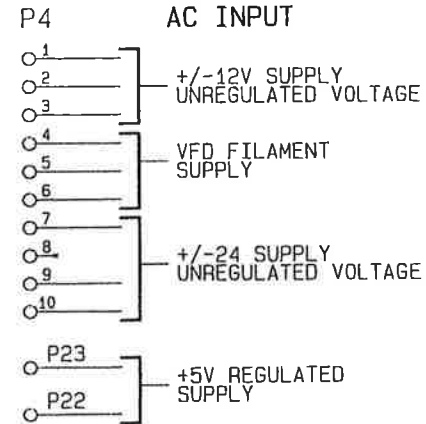 P4 AC INPUT
1
2
3
+/-12V SUPPLY
UNREGULATED VOLTAGE
4
5
6
VFD FILAMENT
SUPPLY
7
8
9
10
+/-24 SUPPLY
UNREGULATED VOLTAGE
P23
P22
+5V REGULATED
SUPPLY